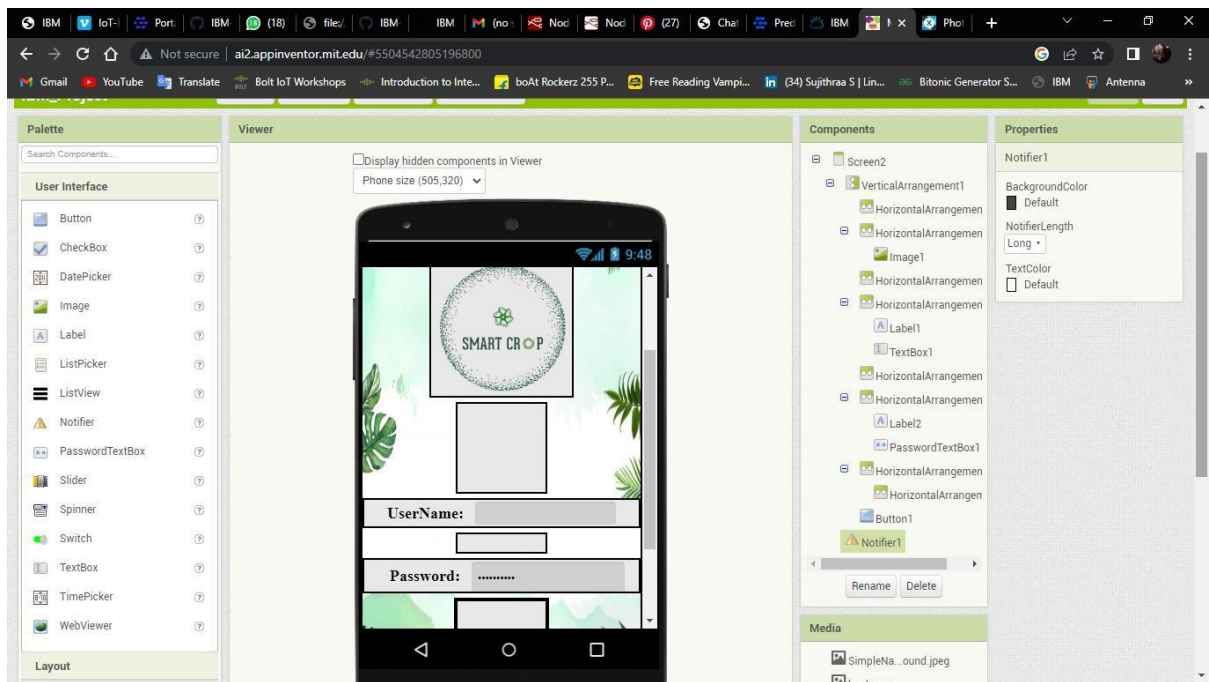 IBM IoT-I Port IBM- (18) file:/. IBM- IBM M (no : Nod Nod (27) Chat Pred IBM Phot
Not secure ai2.appinventor.mit.edu/#5504542805196800
Gmail YouTube Translate Bolt IoT Workshops Introduction to Inte... boAt Rockerz 255 P... Free Reading Vampi... (34) Sujithraa S | Lin... Bitonic Generator S... IBM Antenna »
Palette
Search Components...
User Interface
Button
CheckBox
DatePicker
Image
Label
ListPicker
ListView
Notifier
PasswordTextBox
Slider
Spinner
Switch
TextBox
TimePicker
WebViewer
Layout
Viewer
Display hidden components in Viewer
Phone size (505,320)
9:48
SMART CROP
UserName:
Password: ••••••••••
Components
Screen2
VerticalArrangement1
HorizontalArrangemen
HorizontalArrangemen
Image1
HorizontalArrangemen
HorizontalArrangemen
Label1
TextBox1
HorizontalArrangemen
HorizontalArrangemen
Label2
PasswordTextBox1
HorizontalArrangemen
HorizontalArrangen
Button1
Notifier1
Rename Delete
Media
SimpleNa...ound.jpeg
Properties
Notifier1
BackgroundColor
Default
NotifierLength
Long
TextColor
Default